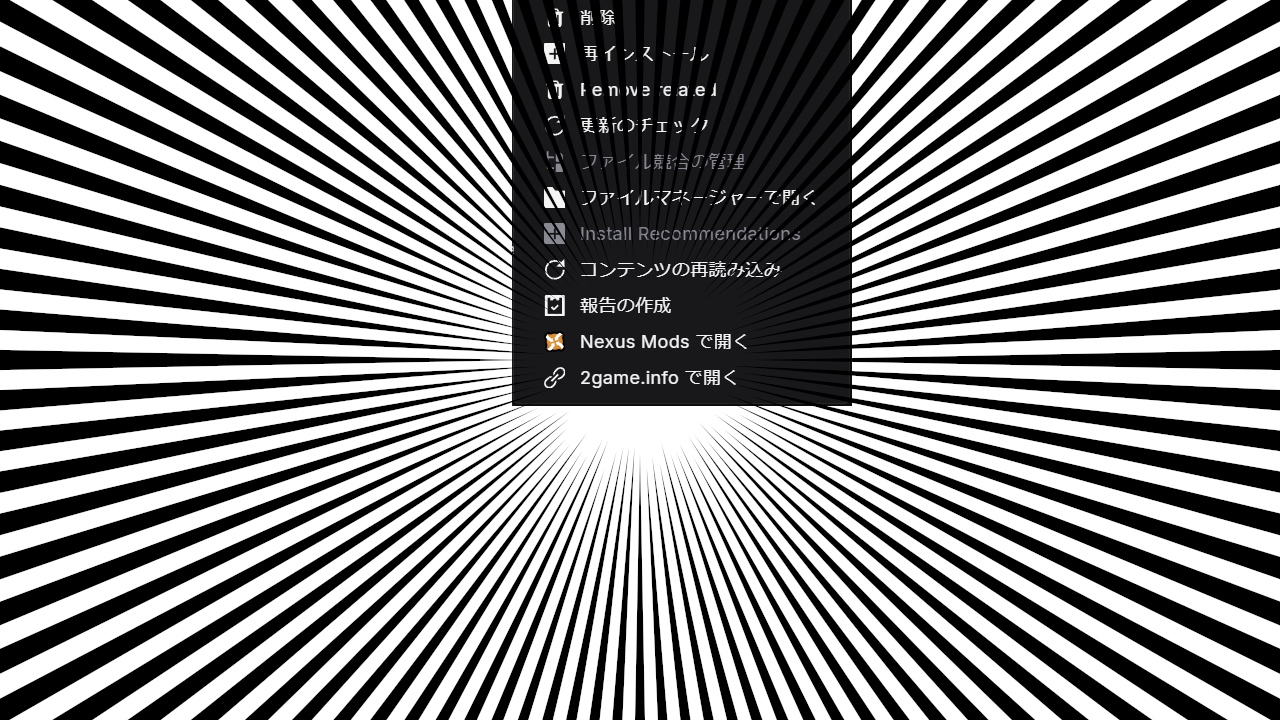 削除
再インストール
Remove related
更新のチェック
ファイル競合の管理
ファイルマネージャーで開く
Install Recommendations
コンテンツの再読み込み
報告の作成
Nexus Mods で開く
2game.info で開く